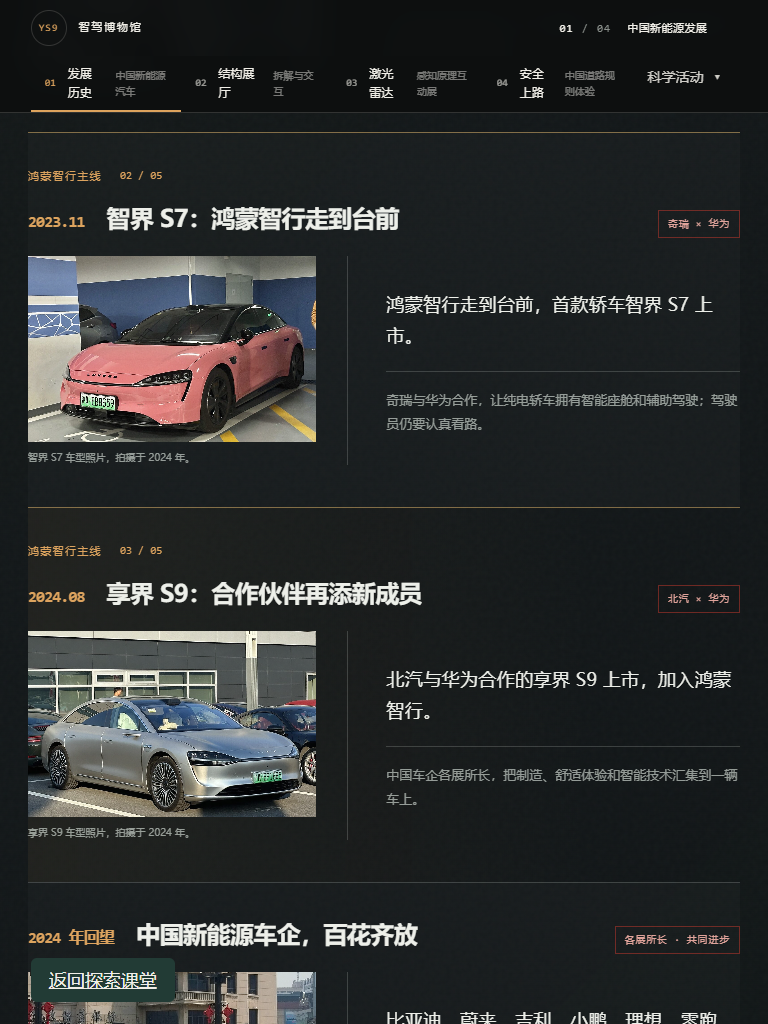 YS9 智驾博物馆
01 / 04 中国新能源发展
01 发展历史 中国新能源汽车
02 结构展厅 拆解与交互
03 激光雷达 感知原理互动展
04 安全上路 中国道路规则体验
科学活动 ▼
鸿蒙智行主线 02 / 05
2023.11 智界 S7：鸿蒙智行走到台前
奇瑞 × 华为
鸿蒙智行走到台前，首款轿车智界 S7 上
市。
奇瑞与华为合作，让纯电轿车拥有智能座舱和辅助驾驶；驾驶
员仍要认真看路。
智界 S7 车型照片，拍摄于 2024 年。
鸿蒙智行主线 03 / 05
2024.08 享界 S9：合作伙伴再添新成员
北汽 × 华为
北汽与华为合作的享界 S9 上市，加入鸿蒙
智行。
中国车企各展所长，把制造、舒适体验和智能技术汇集到一辆
车上。
享界 S9 车型照片，拍摄于 2024 年。
2024 年回望 中国新能源车企，百花齐放
各展所长 · 共同进步
返回探索课堂
比亚迪、蔚来、吉利、小鹏、理想、零跑